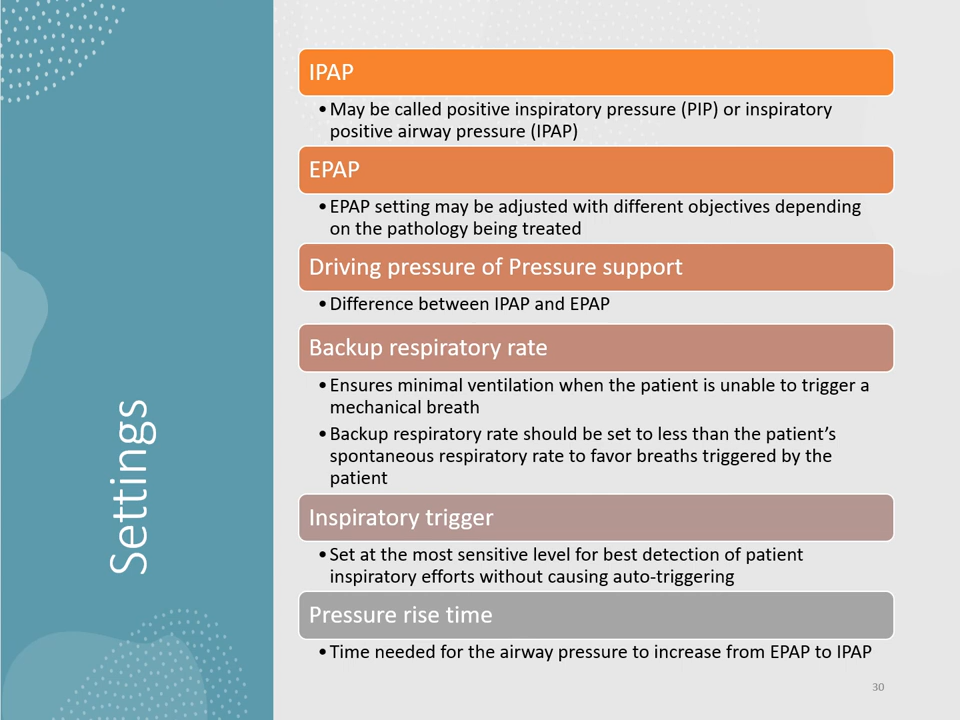 Settings
IPAP
•May be called positive inspiratory pressure (PIP) or inspiratory
positive airway pressure (IPAP)
EPAP
•EPAP setting may be adjusted with different objectives depending
on the pathology being treated
Driving pressure of Pressure support
•Difference between IPAP and EPAP
Backup respiratory rate
•Ensures minimal ventilation when the patient is unable to trigger a
mechanical breath
•Backup respiratory rate should be set to less than the patient’s
spontaneous respiratory rate to favor breaths triggered by the
patient
Inspiratory trigger
•Set at the most sensitive level for best detection of patient
inspiratory efforts without causing auto-triggering
Pressure rise time
•Time needed for the airway pressure to increase from EPAP to IPAP
30